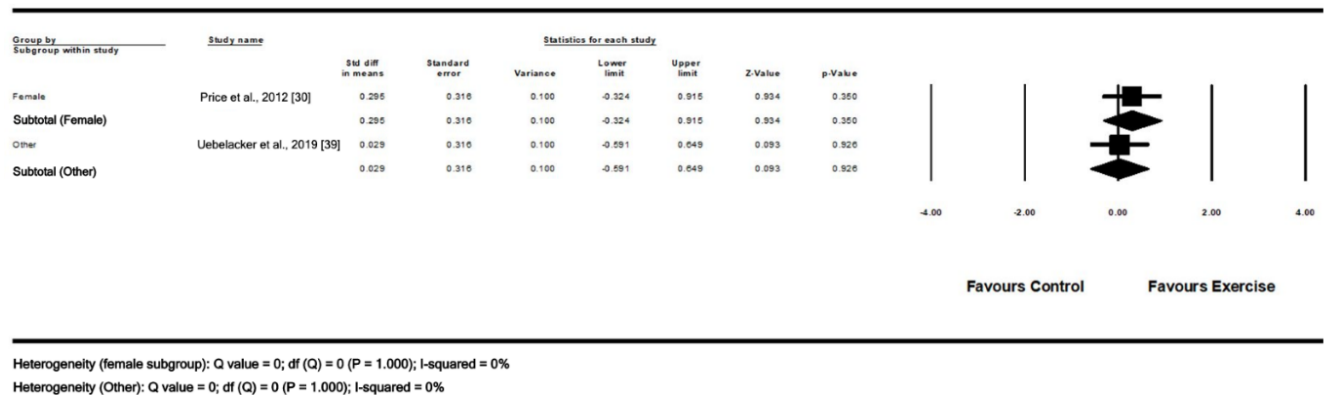 Group by Study name Statistics for each study
Subgroup within study
Std diff Standard Lower Upper
in means error Variance limit limit Z-Value p-Value
Female Price et al., 2012 [30] 0.295 0.316 0.100 -0.324 0.915 0.934 0.350
Subtotal (Female) 0.295 0.316 0.100 -0.324 0.915 0.934 0.350
Other Uebelacker et al., 2019 [39] 0.029 0.316 0.100 -0.591 0.649 0.093 0.926
Subtotal (Other) 0.029 0.316 0.100 -0.591 0.649 0.093 0.926
-4.00 -2.00 0.00 2.00 4.00
Favours Control Favours Exercise
Heterogeneity (female subgroup): Q value = 0; df (Q) = 0 (P = 1.000); I-squared = 0%
Heterogeneity (Other): Q value = 0; df (Q) = 0 (P = 1.000); I-squared = 0%